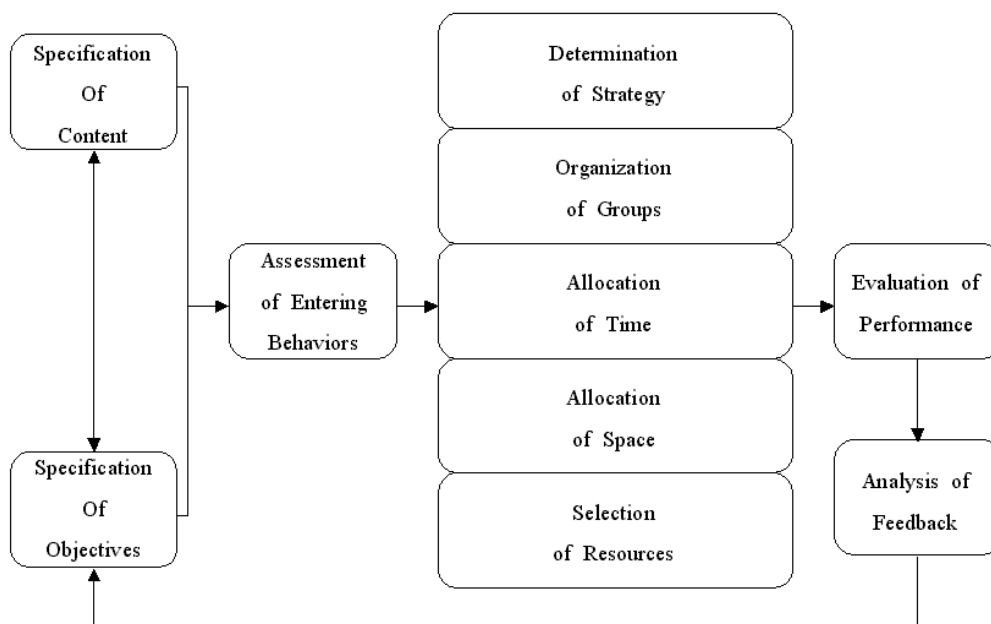 Specification
Of
Content
Specification
Of
Objectives
Assessment
of Entering
Behaviors
Determination
of Strategy
Organization
of Groups
Allocation
of Time
Allocation
of Space
Selection
of Resources
Evaluation of
Performance
Analysis of
Feedback